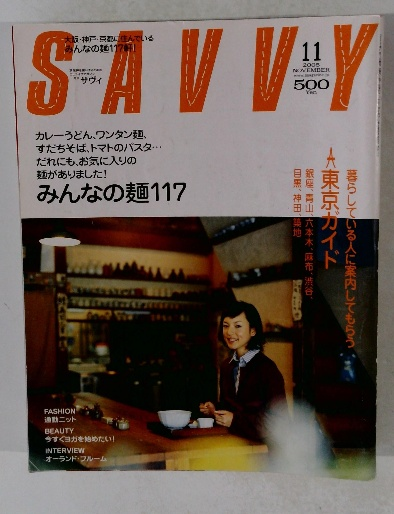 大阪・神戸・京都に住んでいる
みんなの麺117軒!
SAVVY
サヴィ
11
2005
NOVEMBER
500
Yen
カレーうどん、ワンタン麺、
すだちそば、トマトのパスタ…
だれにも、お気に入りの
麺がありました!
みんなの麺117
暮らしている人に案内してもらう
東京ガイド
銀座、青山、六本木、麻布、渋谷、
目黒、神田、築地
FASHION
通勤ニット
BEAUTY
今すぐヨガを始めたい!
INTERVIEW
オーランド・ブルーム